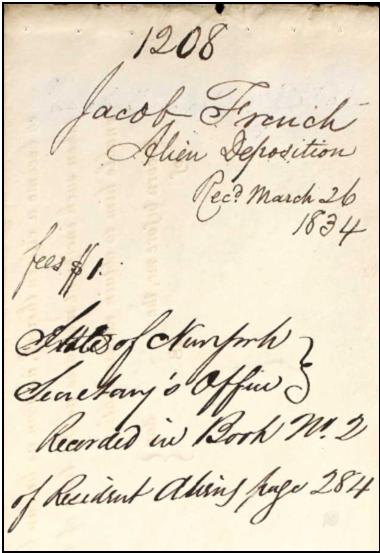 1208
Jacob French
Alien Deposition
Recd March 26
1834
fees $1.
State of New York
Secretary's Office
Recorded in Book No. 2
of Resident Aliens page 284